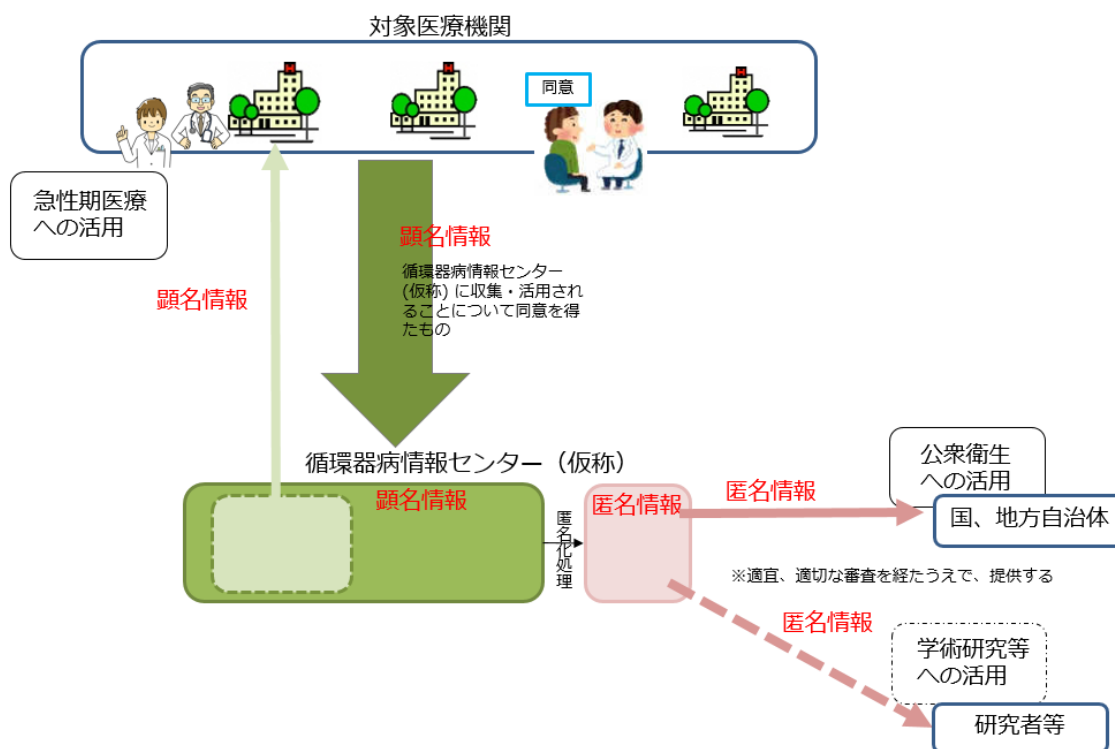 対象医療機関
同意
急性期医療
への活用
顕名情報
循環器病情報センター
(仮称) に収集・活用され
ることについて同意を得
たもの
顕名情報
循環器病情報センター（仮称）
顕名情報
匿名化処理
匿名情報
匿名情報
公衆衛生
への活用
国、地方自治体
※適宜、適切な審査を経たうえで、提供する
匿名情報
学術研究等
への活用
研究者等